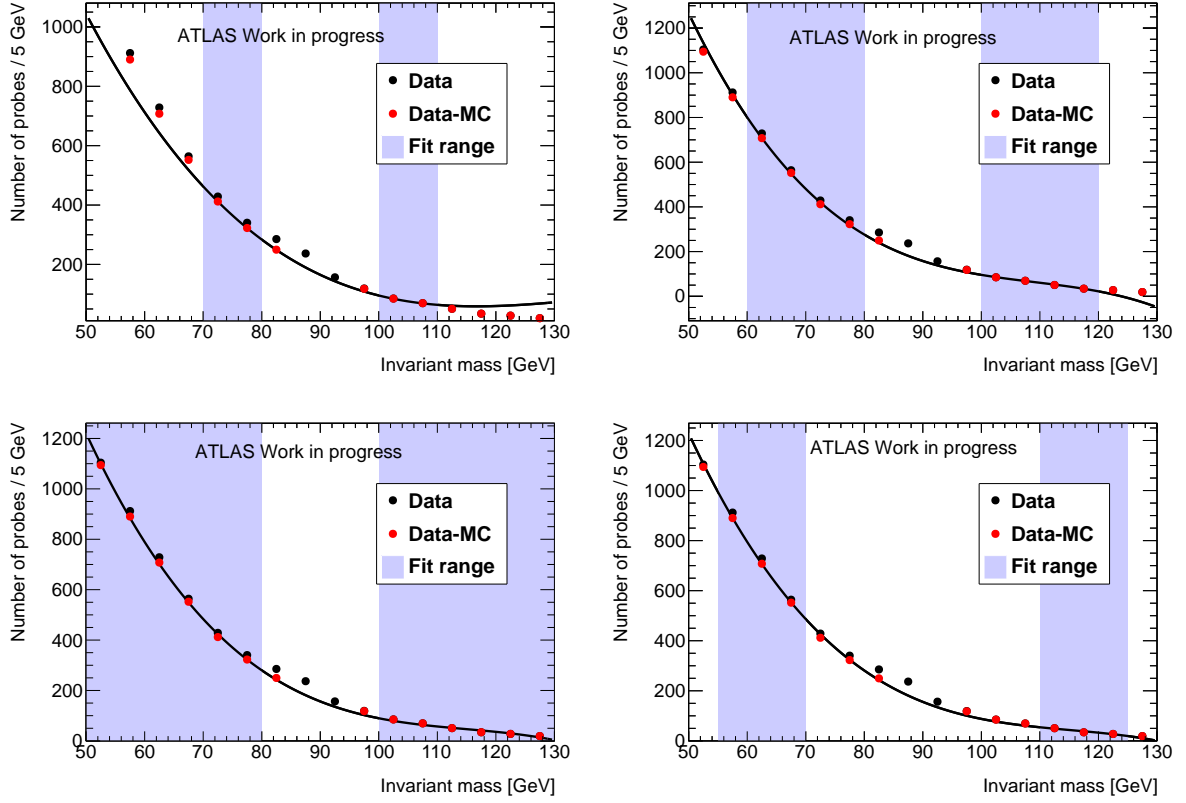 ATLAS Work in progress
Number of probes / 5 GeV
1000
800
600
400
200
Data
Data-MC
Fit range
50 60 70 80 90 100 110 120 130
Invariant mass [GeV]
ATLAS Work in progress
Number of probes / 5 GeV
1200
1000
800
600
400
200
0
Data
Data-MC
Fit range
50 60 70 80 90 100 110 120 130
Invariant mass [GeV]
ATLAS Work in progress
Number of probes / 5 GeV
1200
1000
800
600
400
200
0
Data
Data-MC
Fit range
50 60 70 80 90 100 110 120 130
Invariant mass [GeV]
ATLAS Work in progress
Number of probes / 5 GeV
1200
1000
800
600
400
200
0
Data
Data-MC
Fit range
50 60 70 80 90 100 110 120 130
Invariant mass [GeV]